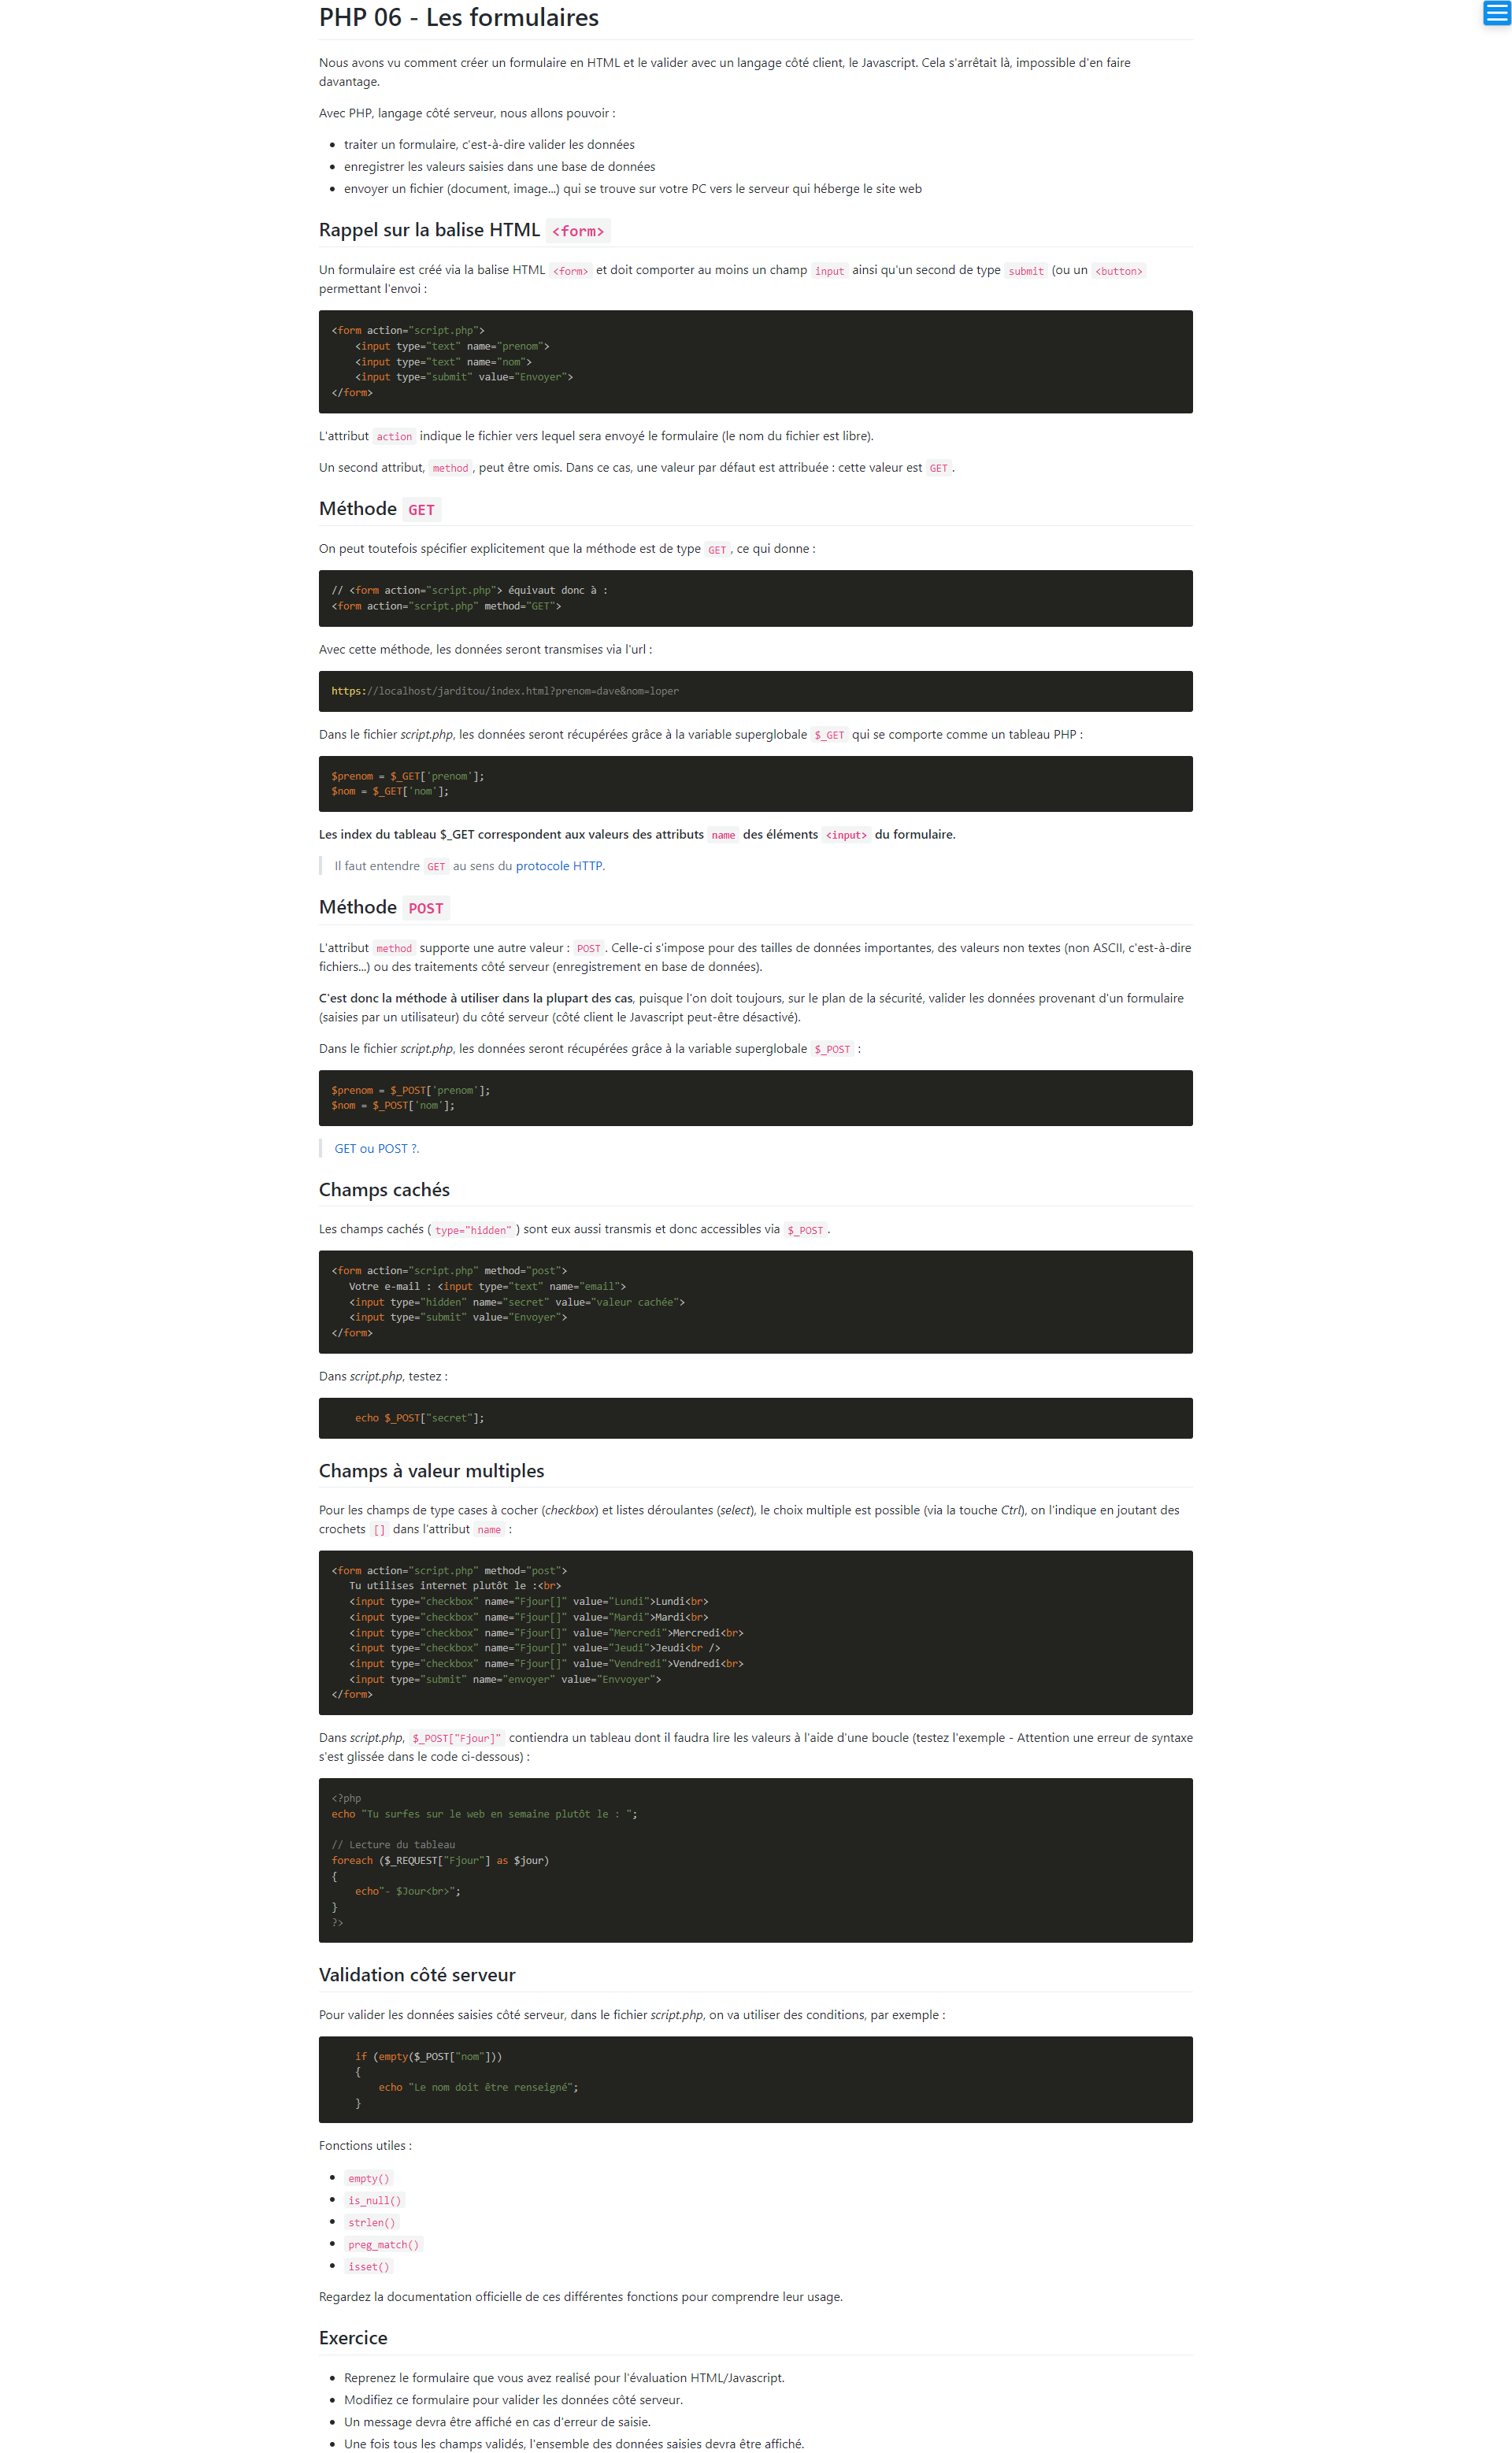 PHP 06 - Les formulaires
Nous avons vu comment créer un formulaire en HTML et le valider avec un langage côté client, le Javascript. Cela s'arrêtait là, impossible d'en faire
davantage.
Avec PHP, langage côté serveur, nous allons pouvoir :
• traiter un formulaire, c'est-à-dire valider les données
• enregistrer les valeurs saisies dans une base de données
• envoyer un fichier (document, image...) qui se trouve sur votre PC vers le serveur qui héberge le site web
Rappel sur la balise HTML <form>
Un formulaire est créé via la balise HTML <form> et doit comporter au moins un champ input ainsi qu'un second de type submit (ou un <button>
permettant l'envoi :
<form action="script.php">
    <input type="text" name="prenom">
    <input type="text" name="nom">
    <input type="submit" value="Envoyer">
</form>
L'attribut action indique le fichier vers lequel sera envoyé le formulaire (le nom du fichier est libre).
Un second attribut, method, peut être omis. Dans ce cas, une valeur par défaut est attribuée : cette valeur est GET.
Méthode GET
On peut toutefois spécifier explicitement que la méthode est de type GET, ce qui donne :
// <form action="script.php"> équivaut donc à :
<form action="script.php" method="GET">
Avec cette méthode, les données seront transmises via l'url :
https://localhost/jarditou/index.html?prenom=dave&nom=loper
Dans le fichier script.php, les données seront récupérées grâce à la variable superglobale $_GET qui se comporte comme un tableau PHP :
$prenom = $_GET['prenom'];
$nom = $_GET['nom'];
Les index du tableau $_GET correspondent aux valeurs des attributs name des éléments <input> du formulaire.
Il faut entendre GET au sens du protocole HTTP.
Méthode POST
L'attribut method supporte une autre valeur : POST. Celle-ci s'impose pour des tailles de données importantes, des valeurs non textes (non ASCII, c'est-à-dire
fichiers...) ou des traitements côté serveur (enregistrement en base de données).
C'est donc la méthode à utiliser dans la plupart des cas, puisque l'on doit toujours, sur le plan de la sécurité, valider les données provenant d'un formulaire
(saisies par un utilisateur) du côté serveur (côté client le Javascript peut-être désactivé).
Dans le fichier script.php, les données seront récupérées grâce à la variable superglobale $_POST :
$prenom = $_POST['prenom'];
$nom = $_POST['nom'];
GET ou POST ?.
Champs cachés
Les champs cachés (type="hidden") sont eux aussi transmis et donc accessibles via $_POST.
<form action="script.php" method="post">
   Votre e-mail : <input type="text" name="email">
   <input type="hidden" name="secret" value="valeur cachée">
   <input type="submit" value="Envoyer">
</form>
Dans script.php, testez :
    echo $_POST["secret"];
Champs à valeur multiples
Pour les champs de type cases à cocher (checkbox) et listes déroulantes (select), le choix multiple est possible (via la touche Ctrl), on l'indique en joutant des
crochets [] dans l'attribut name :
<form action="script.php" method="post">
   Tu utilises internet plutôt le :<br>
   <input type="checkbox" name="Fjour[]" value="Lundi">Lundi<br>
   <input type="checkbox" name="Fjour[]" value="Mardi">Mardi<br>
   <input type="checkbox" name="Fjour[]" value="Mercredi">Mercredi<br>
   <input type="checkbox" name="Fjour[]" value="Jeudi">Jeudi<br />
   <input type="checkbox" name="Fjour[]" value="Vendredi">Vendredi<br>
   <input type="submit" name="envoyer" value="Envvoyer">
</form>
Dans script.php, $_POST["Fjour]" contiendra un tableau dont il faudra lire les valeurs à l'aide d'une boucle (testez l'exemple - Attention une erreur de syntaxe
s'est glissée dans le code ci-dessous) :
<?php
echo "Tu surfes sur le web en semaine plutôt le : ";
// Lecture du tableau
foreach ($_REQUEST["Fjour"] as $jour)
{
    echo"- $Jour<br>";
}
?>
Validation côté serveur
Pour valider les données saisies côté serveur, dans le fichier script.php, on va utiliser des conditions, par exemple :
    if (empty($_POST["nom"]))
    {
        echo "Le nom doit être renseigné";
    }
Fonctions utiles :
• empty()
• is_null()
• strlen()
• preg_match()
• isset()
Regardez la documentation officielle de ces différentes fonctions pour comprendre leur usage.
Exercice
• Reprenez le formulaire que vous avez realisé pour l'évaluation HTML/Javascript.
• Modifiez ce formulaire pour valider les données côté serveur.
• Un message devra être affiché en cas d'erreur de saisie.
• Une fois tous les champs validés, l'ensemble des données saisies devra être affiché.